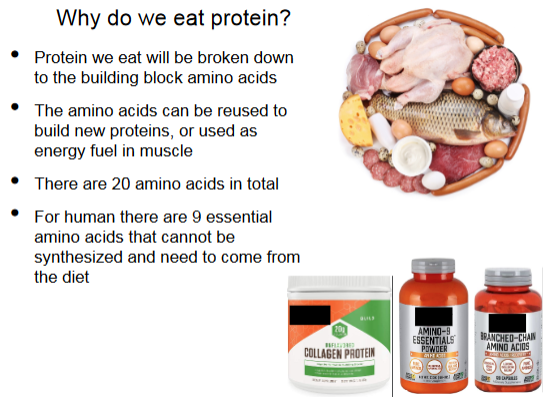 Why do we eat protein?
• Protein we eat will be broken down
to the building block amino acids
• The amino acids can be reused to
build new proteins, or used as
energy fuel in muscle
• There are 20 amino acids in total
• For human there are 9 essential
amino acids that cannot be
synthesized and need to come from
the diet
20g
BUILD
UNFLAVORED
COLLAGEN PROTEIN
AMINO-9
ESSENTIALS
POWDER
BRANCHED-CHAIN
AMINO ACIDS